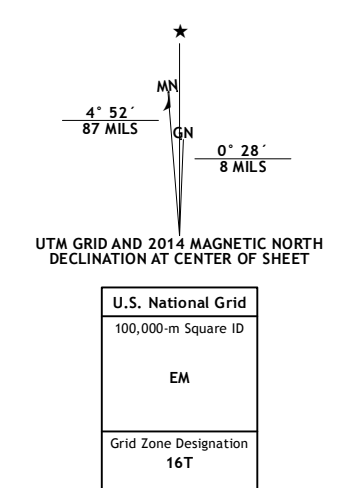 ★
MN
4° 52´
87 MILS
GN
0° 28´
8 MILS
UTM GRID AND 2014 MAGNETIC NORTH
DECLINATION AT CENTER OF SHEET
U.S. National Grid
100,000-m Square ID
EM
Grid Zone Designation
16T